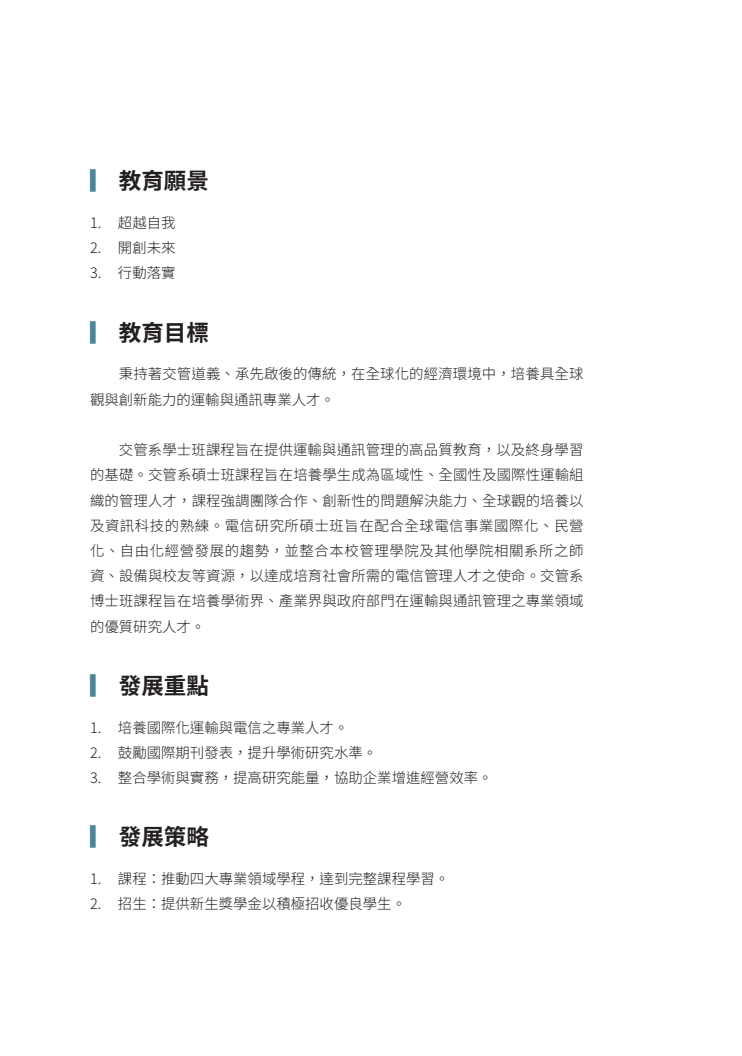 教育願景
1. 超越自我
2. 開創未來
3. 行動落實
教育目標
秉持著交管道義、承先啟後的傳統，在全球化的經濟環境中，培養具全球
觀與創新能力的運輸與通訊專業人才。
交管系學士班課程旨在提供運輸與通訊管理的高品質教育，以及終身學習
的基礎。交管系碩士班課程旨在培養學生成為區域性、全國性及國際性運輸組
織的管理人才，課程強調團隊合作、創新性的問題解決能力、全球觀的培養以
及資訊科技的熟練。電信研究所碩士班旨在配合全球電信事業國際化、民營
化、自由化經營發展的趨勢，並整合本校管理學院及其他學院相關系所之師
資、設備與校友等資源，以達成培育社會所需的電信管理人才之使命。交管系
博士班課程旨在培養學術界、產業界與政府部門在運輸與通訊管理之專業領域
的優質研究人才。
發展重點
1. 培養國際化運輸與電信之專業人才。
2. 鼓勵國際期刊發表，提升學術研究水準。
3. 整合學術與實務，提高研究能量，協助企業增進經營效率。
發展策略
1. 課程：推動四大專業領域學程，達到完整課程學習。
2. 招生：提供新生獎學金以積極招收優良學生。